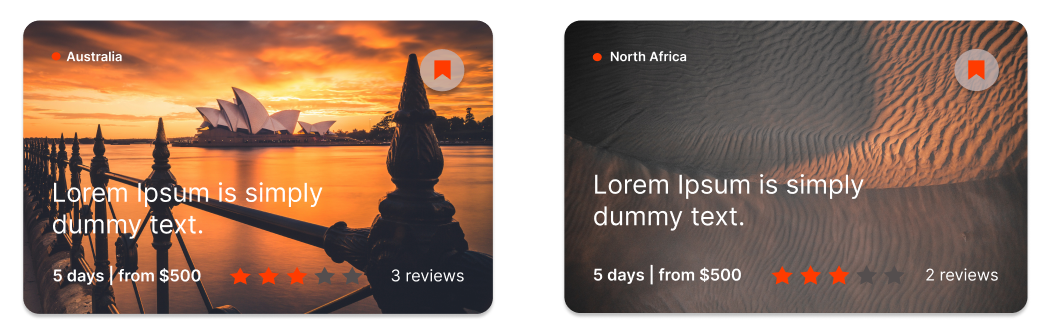 Australia
Lorem Ipsum is simply
dummy text.
5 days | from $500
3 reviews
North Africa
Lorem Ipsum is simply
dummy text.
5 days | from $500
2 reviews